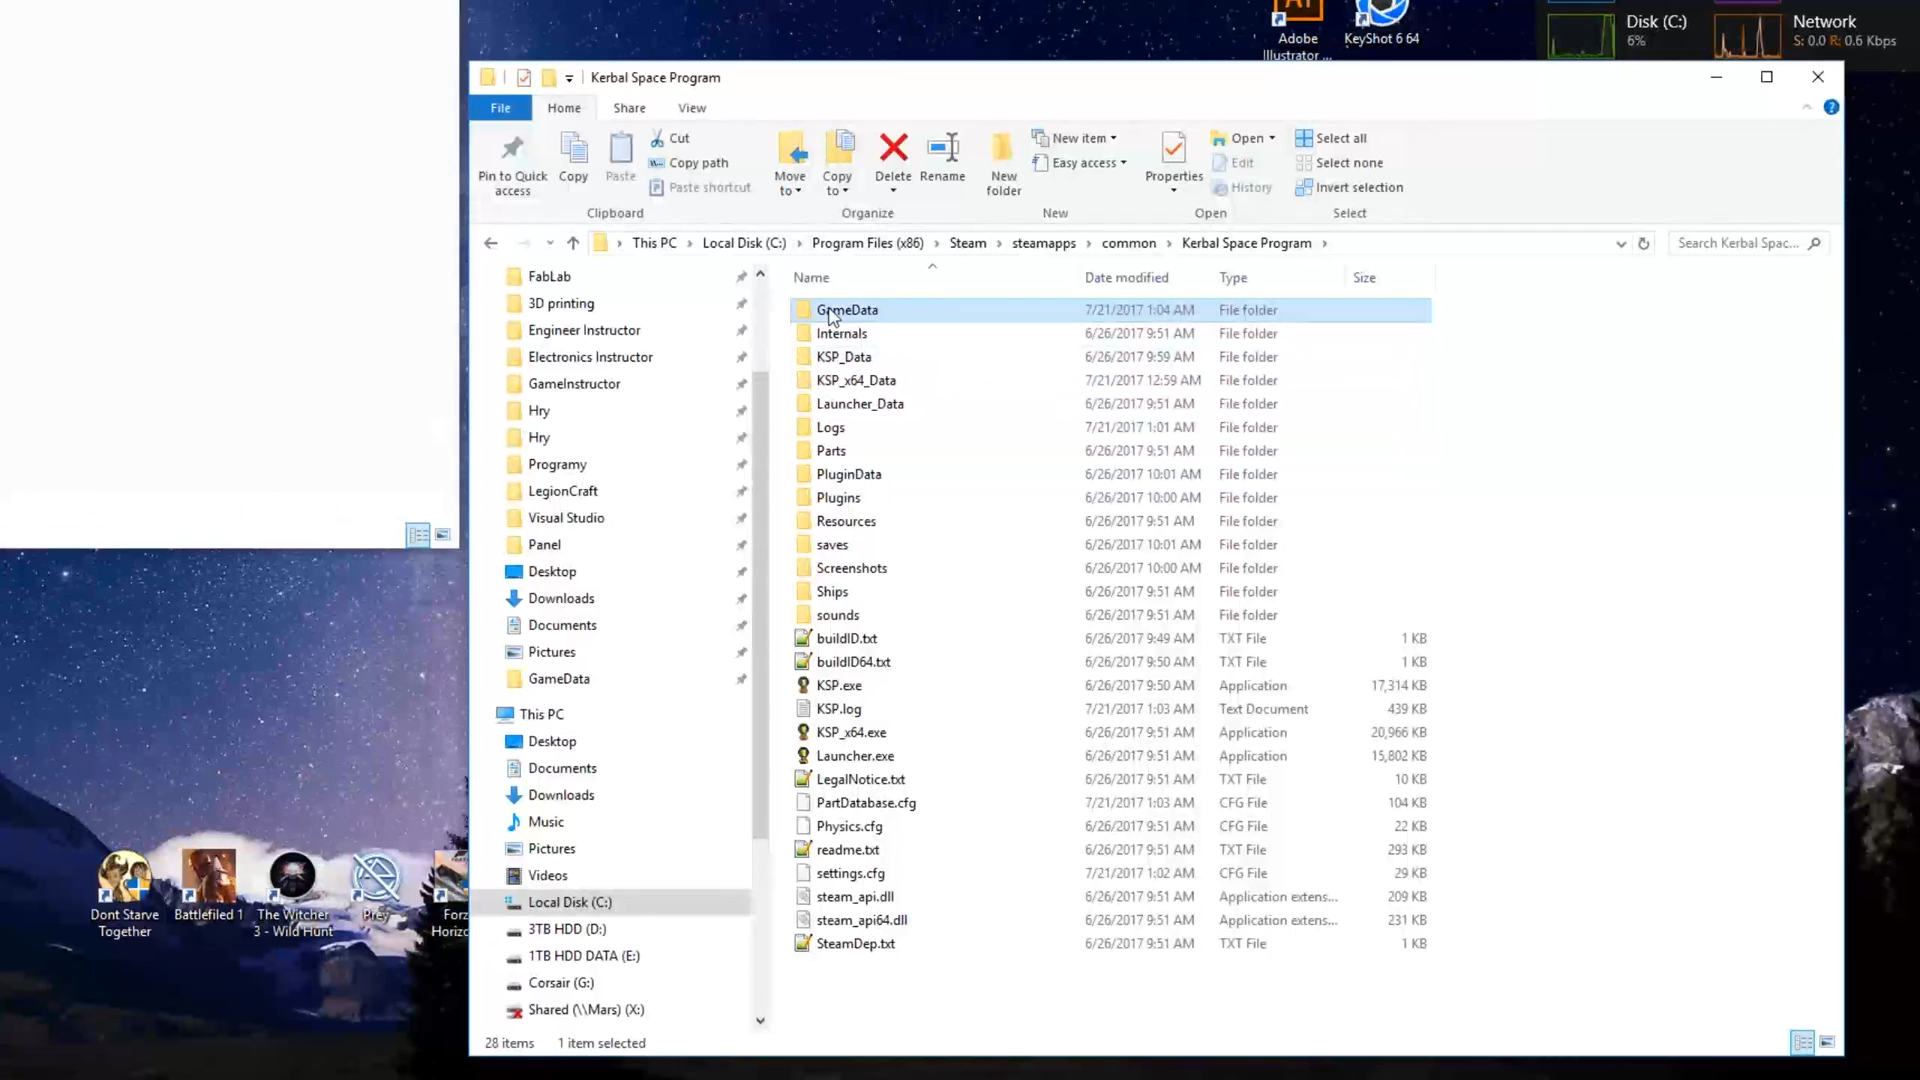 Adobe
Illustrator ...
KeyShot 6 64
Disk (C:)
6%
Network
S: 0.0 R: 0.6 Kbps
Kerbal Space Program
File
Home
Share
View
Pin to Quick
access
Copy
Paste
Cut
Copy path
Paste shortcut
Clipboard
Move
to
Copy
to
Delete
Rename
Organize
New
folder
New item
Easy access
New
Properties
Open
Edit
History
Open
Select all
Select none
Invert selection
Select
This PC > Local Disk (C:) > Program Files (x86) > Steam > steamapps > common > Kerbal Space Program >
Search Kerbal Spac...
FabLab
3D printing
Engineer Instructor
Electronics Instructor
GameInstructor
Hry
Hry
Programy
LegionCraft
Visual Studio
Panel
Desktop
Downloads
Documents
Pictures
GameData
This PC
Desktop
Documents
Downloads
Music
Pictures
Videos
Local Disk (C:)
3TB HDD (D:)
1TB HDD DATA (E:)
Corsair (G:)
Shared (\\Mars) (X:)
Name Date modified Type Size
GameData 7/21/2017 1:04 AM File folder
Internals 6/26/2017 9:51 AM File folder
KSP_Data 6/26/2017 9:59 AM File folder
KSP_x64_Data 7/21/2017 12:59 AM File folder
Launcher_Data 6/26/2017 9:51 AM File folder
Logs 7/21/2017 1:01 AM File folder
Parts 6/26/2017 9:51 AM File folder
PluginData 6/26/2017 10:01 AM File folder
Plugins 6/26/2017 10:00 AM File folder
Resources 6/26/2017 9:51 AM File folder
saves 6/26/2017 10:01 AM File folder
Screenshots 6/26/2017 10:00 AM File folder
Ships 6/26/2017 9:51 AM File folder
sounds 6/26/2017 9:51 AM File folder
buildID.txt 6/26/2017 9:49 AM TXT File 1 KB
buildID64.txt 6/26/2017 9:50 AM TXT File 1 KB
KSP.exe 6/26/2017 9:50 AM Application 17,314 KB
KSP.log 7/21/2017 1:03 AM Text Document 439 KB
KSP_x64.exe 6/26/2017 9:50 AM Application 20,966 KB
Launcher.exe 6/26/2017 9:51 AM Application 15,802 KB
LegalNotice.txt 6/26/2017 9:51 AM TXT File 10 KB
PartDatabase.cfg 7/21/2017 1:03 AM CFG File 104 KB
Physics.cfg 6/26/2017 9:51 AM CFG File 22 KB
readme.txt 6/26/2017 9:51 AM TXT File 293 KB
settings.cfg 7/21/2017 1:02 AM CFG File 29 KB
steam_api.dll 6/26/2017 9:51 AM Application extens... 209 KB
steam_api64.dll 6/26/2017 9:51 AM Application extens... 231 KB
SteamDep.txt 6/26/2017 9:51 AM TXT File 1 KB
28 items 1 item selected
Dont Starve
Together
Battlefiled 1
The Witcher
3 - Wild Hunt
Prey
Forz
Horizo